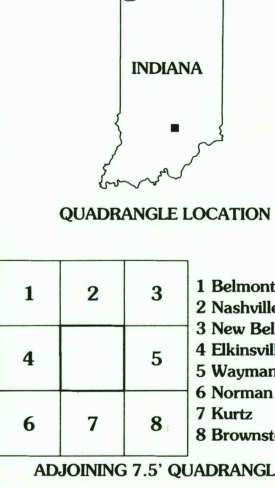 INDIANA
QUADRANGLE LOCATION
1 2 3
4 5
6 7 8
1 Belmont
2 Nashville
3 New Bel
4 Elkinsvil
5 Wayman
6 Norman
7 Kurtz
8 Brownst
ADJOINING 7.5' QUADRANGL